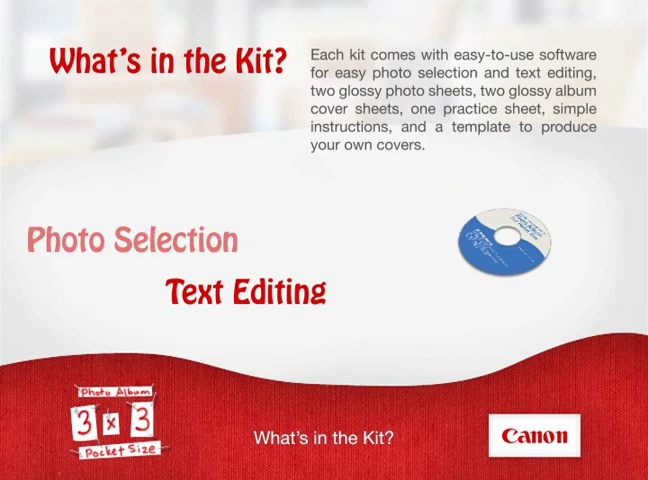 What's in the Kit?
Each kit comes with easy-to-use software
for easy photo selection and text editing,
two glossy photo sheets, two glossy album
cover sheets, one practice sheet, simple
instructions, and a template to produce
your own covers.
Photo Selection
Text Editing
Photo Album
3 x 3
Pocket Size
What's in the Kit?
Canon